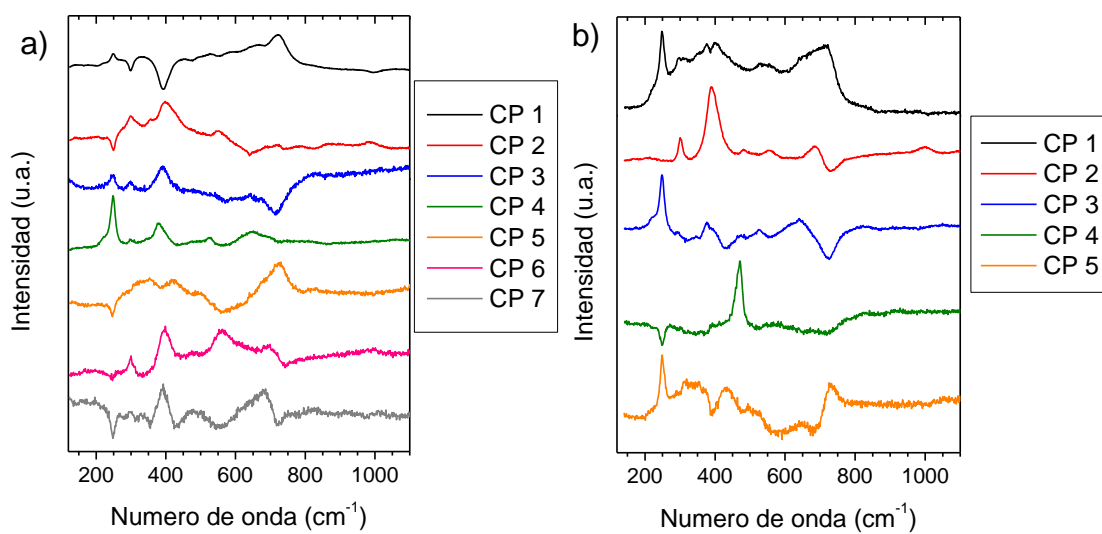 a)
Intensidad (u.a.)
200 400 600 800 1000
Numero de onda (cm⁻¹)
CP 1
CP 2
CP 3
CP 4
CP 5
CP 6
CP 7
b)
Intensidad (u.a.)
200 400 600 800 1000
Numero de onda (cm⁻¹)
CP 1
CP 2
CP 3
CP 4
CP 5